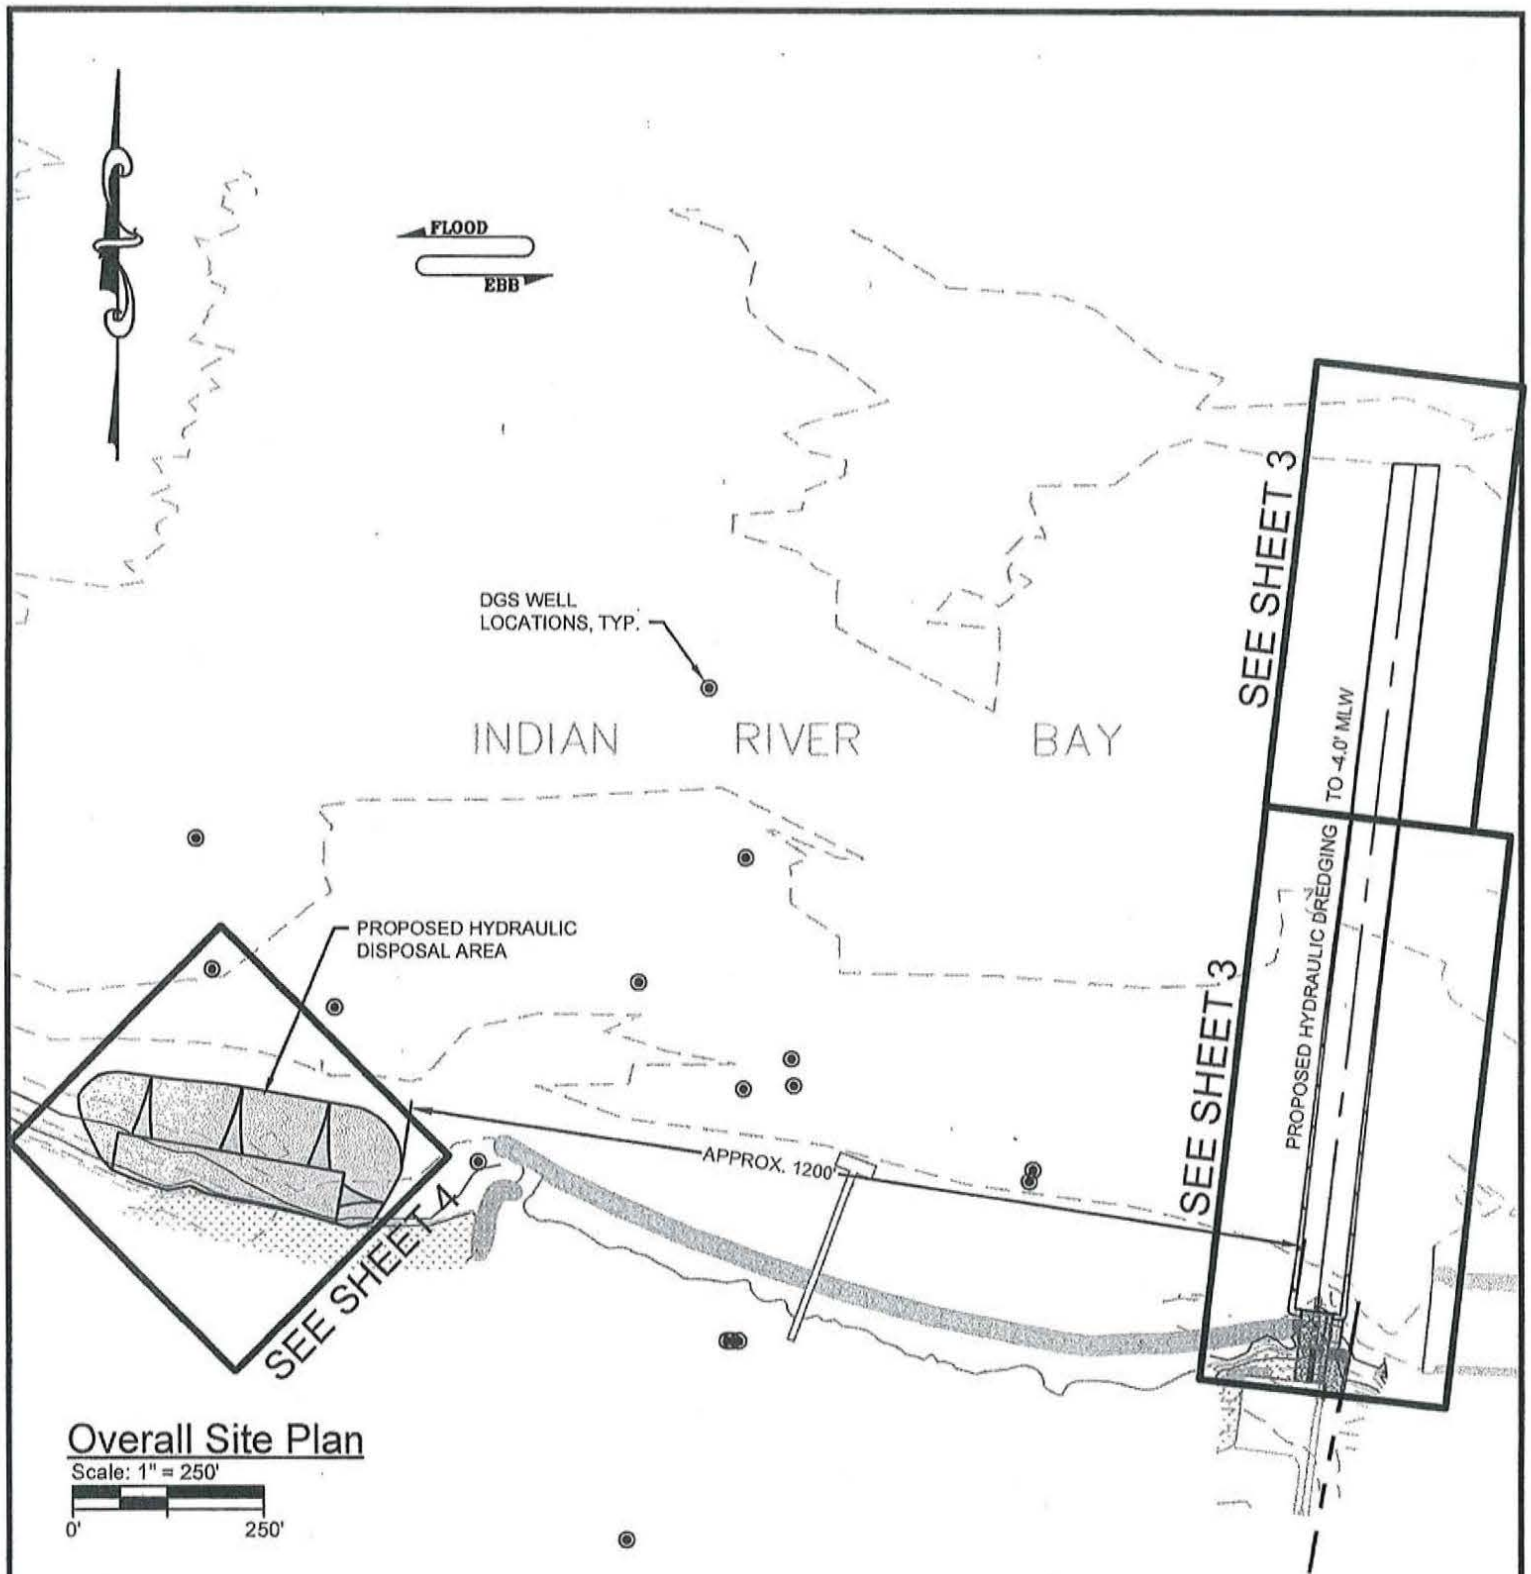 FLOOD
EBB
SEE SHEET 3
DGS WELL
LOCATIONS, TYP.
INDIAN RIVER BAY
PROPOSED HYDRAULIC DREDGING TO -4.0' MLW
PROPOSED HYDRAULIC
DISPOSAL AREA
SEE SHEET 3
APPROX. 1200'
SEE SHEET 4
Overall Site Plan
Scale: 1" = 250'
0' 250'